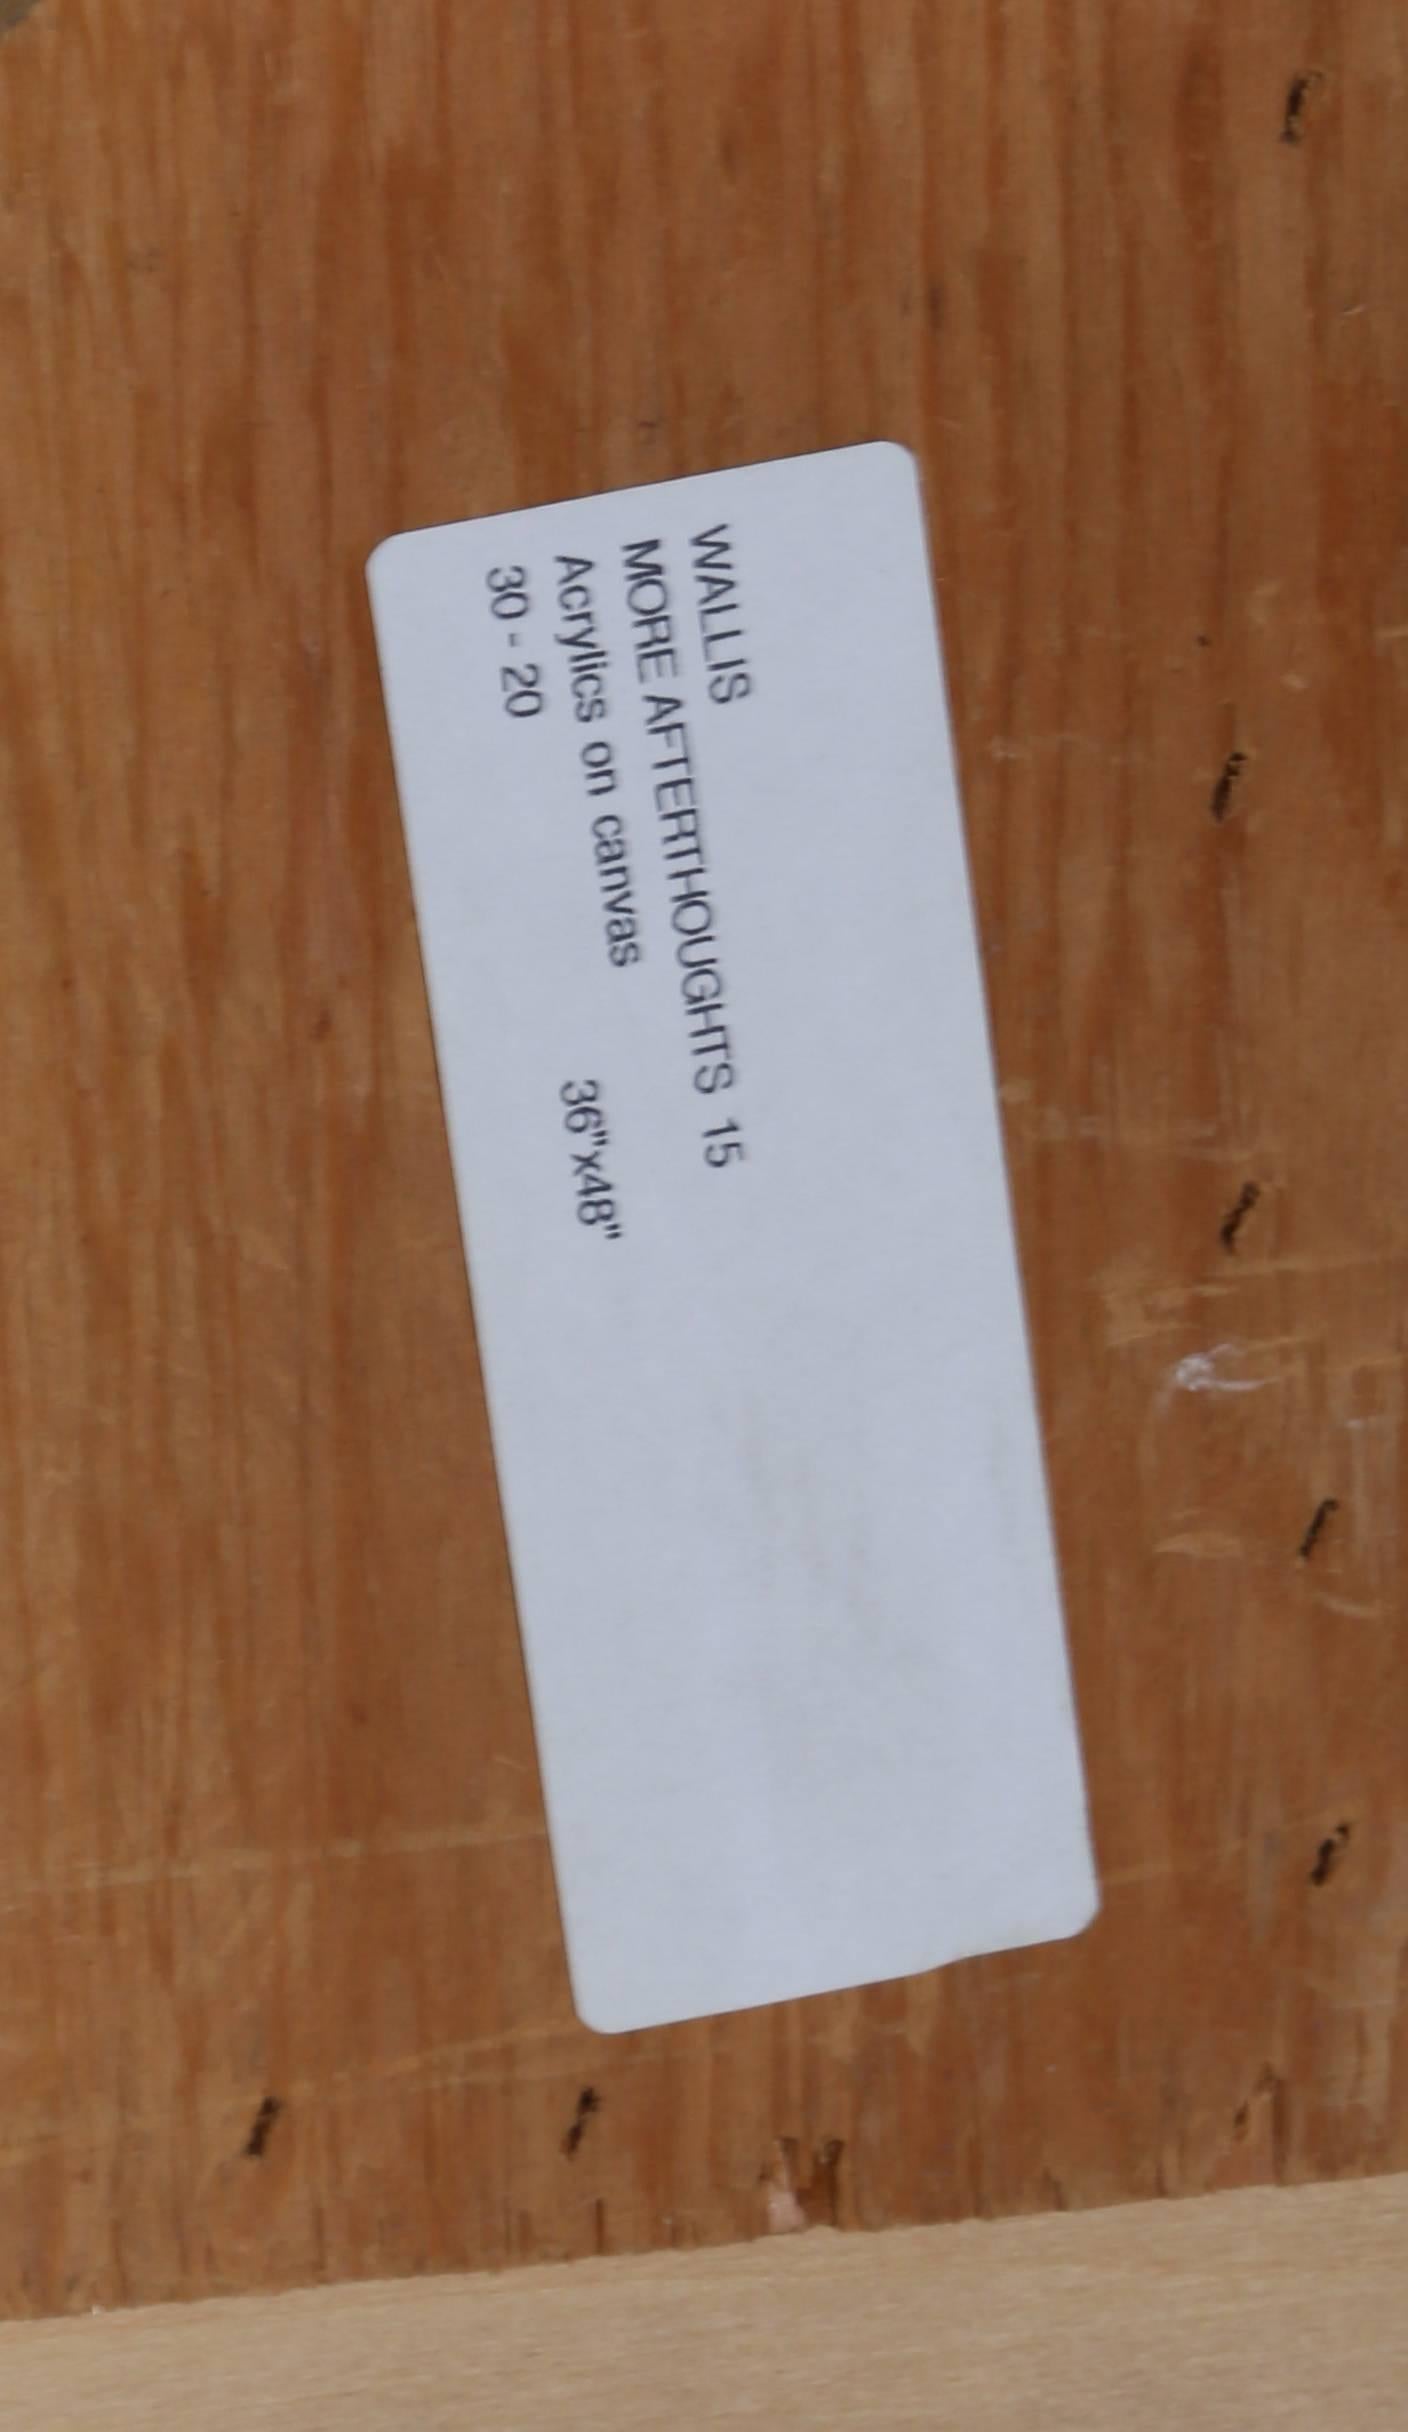 WALLIS
MORE AFTERTHOUGHTS 15
Acrylics on canvas 36"x48"
30 - 20